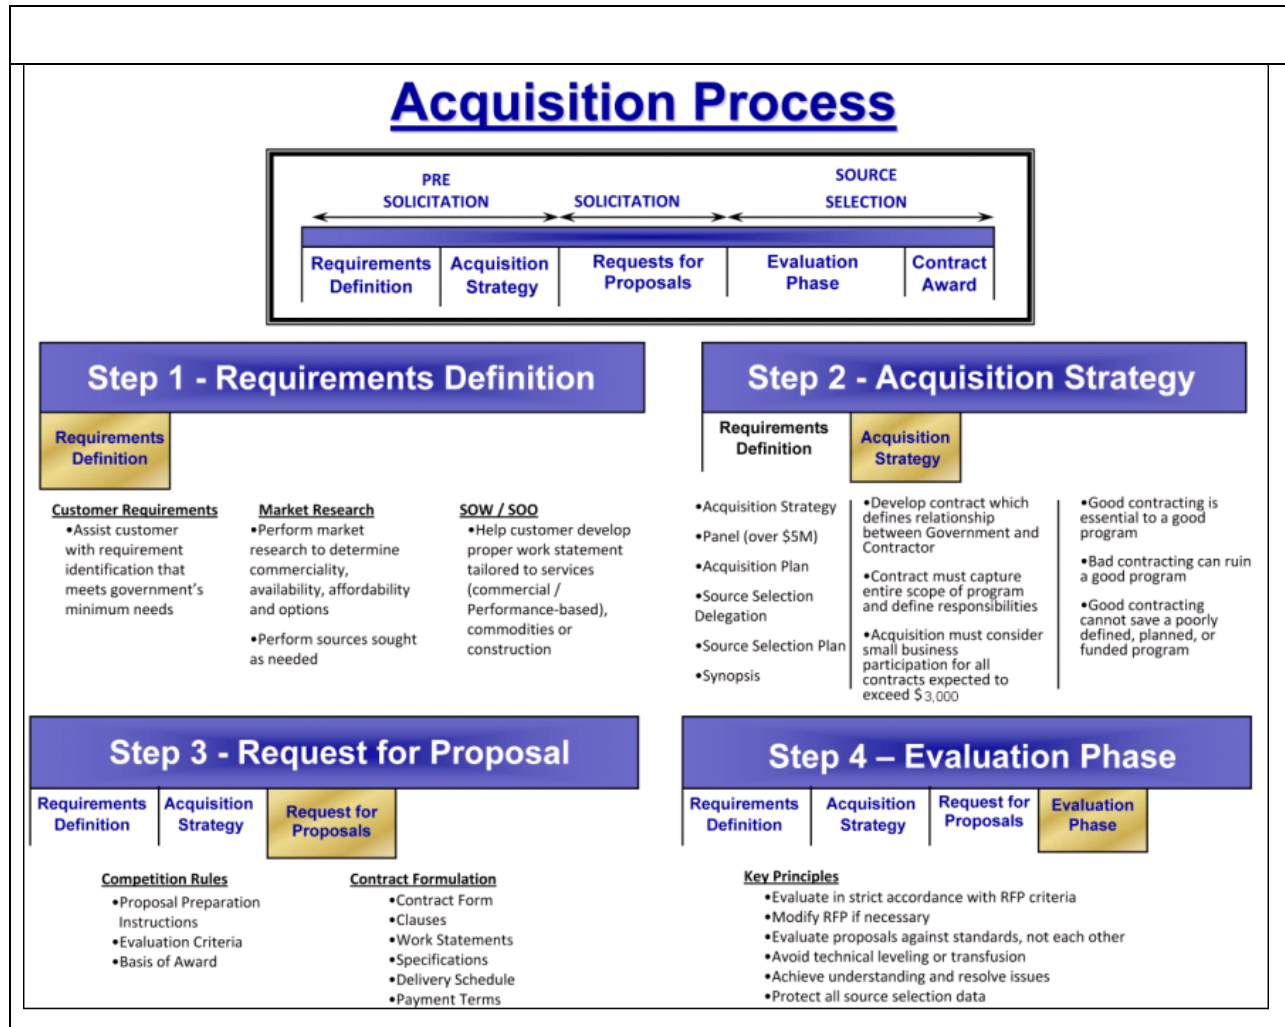 Acquisition Process
PRE
SOLICITATION
SOLICITATION
SOURCE
SELECTION
Requirements
Definition
Acquisition
Strategy
Requests for
Proposals
Evaluation
Phase
Contract
Award
Step 1 - Requirements Definition
Requirements
Definition
Customer Requirements
•Assist customer
with requirement
identification that
meets government's
minimum needs
Market Research
•Perform market
research to determine
commerciality,
availability, affordability
and options
•Perform sources sought
as needed
SOW / SOO
•Help customer develop
proper work statement
tailored to services
(commercial /
Performance-based),
commodities or
construction
Step 2 - Acquisition Strategy
Requirements
Definition
Acquisition
Strategy
•Acquisition Strategy
•Panel (over $5M)
•Acquisition Plan
•Source Selection
Delegation
•Source Selection Plan
•Synopsis
•Develop contract which
defines relationship
between Government and
Contractor
•Contract must capture
entire scope of program
and define responsibilities
•Acquisition must consider
small business
participation for all
contracts expected to
exceed $3,000
•Good contracting is
essential to a good
program
•Bad contracting can ruin
a good program
•Good contracting
cannot save a poorly
defined, planned, or
funded program
Step 3 - Request for Proposal
Requirements
Definition
Acquisition
Strategy
Request for
Proposals
Competition Rules
•Proposal Preparation
Instructions
•Evaluation Criteria
•Basis of Award
Contract Formulation
•Contract Form
•Clauses
•Work Statements
•Specifications
•Delivery Schedule
•Payment Terms
Step 4 – Evaluation Phase
Requirements
Definition
Acquisition
Strategy
Request for
Proposals
Evaluation
Phase
Key Principles
•Evaluate in strict accordance with RFP criteria
•Modify RFP if necessary
•Evaluate proposals against standards, not each other
•Avoid technical leveling or transfusion
•Achieve understanding and resolve issues
•Protect all source selection data